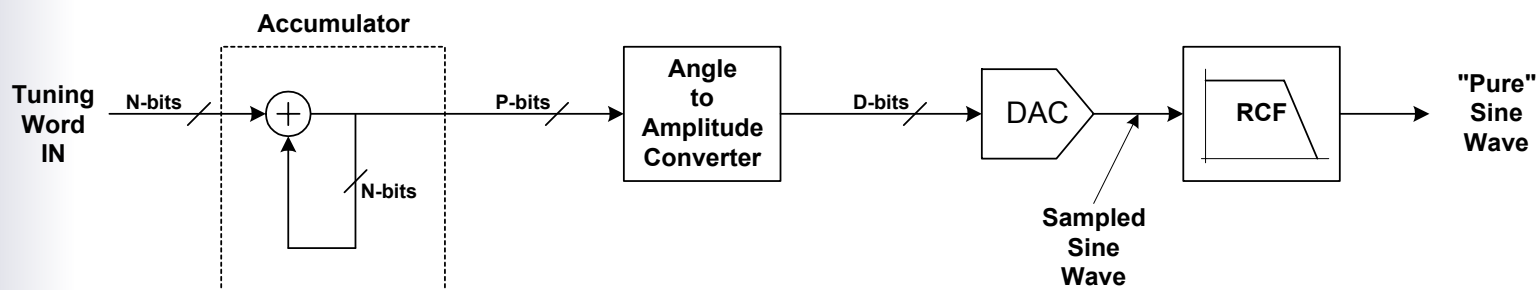 Accumulator
Tuning
Word
IN
N-bits
+
N-bits
P-bits
Angle
to
Amplitude
Converter
D-bits
DAC
Sampled
Sine
Wave
RCF
"Pure"
Sine
Wave